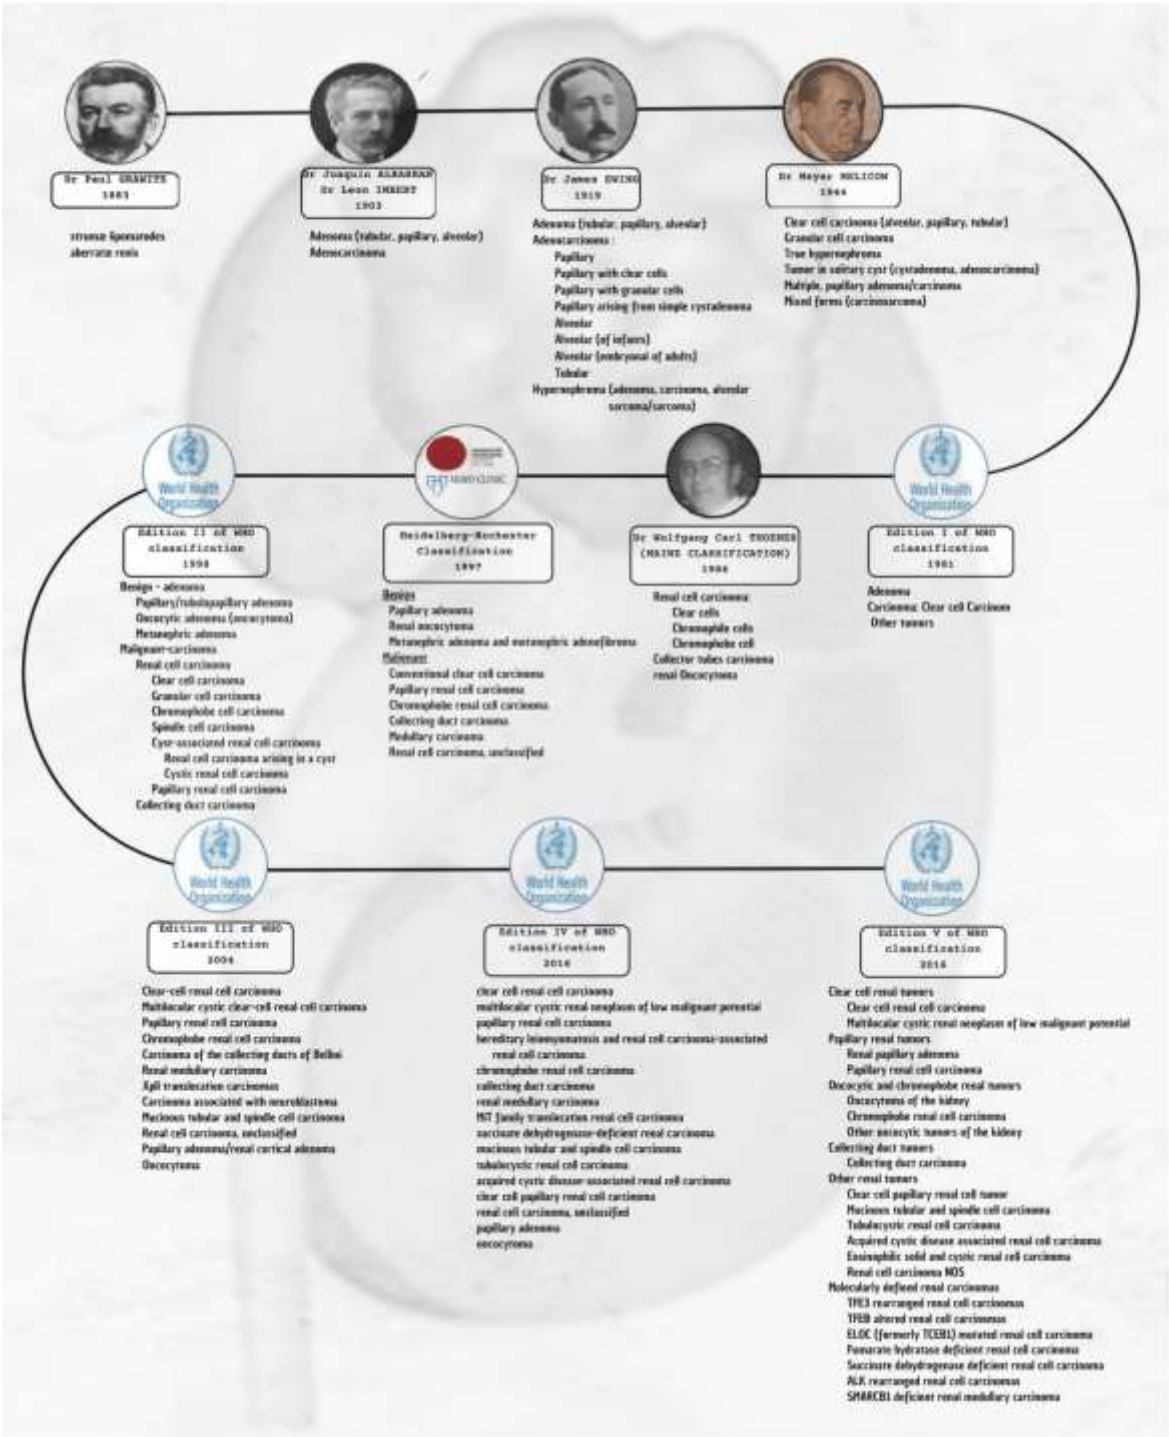 Dr Paul GRAWITZ
1883
strumae lipomatodes
aberratae renis
Dr Joaquin ALBARRAN
Dr Leon IMBERT
1903
Adenoma (tubular, papillary, alveolar)
Adenocarcinoma
Dr James EWING
1919
Adenoma (tubular, papillary, alveolar)
Adenocarcinoma :
Papillary
Papillary with clear cells
Papillary with granular cells
Papillary arising from simple cystadenoma
Alveolar
Alveolar (of infants)
Alveolar (embryonal of adults)
Tubular
Hypernephroma (adenoma, carcinoma, alveolar
sarcoma/sarcoma)
Dr Meyer MELICON
1944
Clear cell carcinoma (alveolar, papillary, tubular)
Granular cell carcinoma
True hypernephroma
Tumor in solitary cyst (cystadenoma, adenocarcinoma)
Multiple, papillary adenoma/carcinoma
Mixed forms (carcinosarcoma)
World Health
Organization
Edition I of WHO
classification
1981
Adenoma
Carcinoma: Clear cell Carcinom
Other tumors
Dr Wolfgang Carl THOENES
(MAINZ CLASSIFICATION)
1986
Renal cell carcinoma:
Clear cells
Chromophile cells
Chromophobe cell
Collector tubes carcinoma
renal Oncocytoma
MAYO CLINIC
Heidelberg-Rochester
Classification
1997
Benign
Papillary adenoma
Renal oncocytoma
Metanephric adenoma and metanephric adenofibroma
Malignant
Conventional clear cell carcinoma
Papillary renal cell carcinoma
Chromophobe renal cell carcinoma
Collecting duct carcinoma
Medullary carcinoma
Renal cell carcinoma, unclassified
World Health
Organization
Edition II of WHO
classification
1998
Benign - adenoma
Papillary/tubulopapillary adenoma
Oncocytic adenoma (oncocytoma)
Metanephric adenoma
Malignant-carcinoma
Renal cell carcinoma
Clear cell carcinoma
Granular cell carcinoma
Chromophobe cell carcinoma
Spindle cell carcinoma
Cyst-associated renal cell carcinoma
Renal cell carcinoma arising in a cyst
Cystic renal cell carcinoma
Papillary renal cell carcinoma
Collecting duct carcinoma
World Health
Organization
Edition III of WHO
classification
2004
Clear-cell renal cell carcinoma
Multilocular cystic clear-cell renal cell carcinoma
Papillary renal cell carcinoma
Chromophobe renal cell carcinoma
Carcinoma of the collecting ducts of Bellini
Renal medullary carcinoma
Xp11 translocation carcinomas
Carcinoma associated with neuroblastoma
Mucinous tubular and spindle cell carcinoma
Renal cell carcinoma, unclassified
Papillary adenoma/renal cortical adenoma
Oncocytoma
World Health
Organization
Edition IV of WHO
classification
2016
clear cell renal cell carcinoma
multilocular cystic renal neoplasm of low malignant potential
papillary renal cell carcinoma
hereditary leiomyomatosis and renal cell carcinoma-associated
renal cell carcinoma
chromophobe renal cell carcinoma
collecting duct carcinoma
renal medullary carcinoma
MiT family translocation renal cell carcinoma
succinate dehydrogenase-deficient renal carcinoma
mucinous tubular and spindle cell carcinoma
tubulocystic renal cell carcinoma
acquired cystic disease-associated renal cell carcinoma
clear cell papillary renal cell carcinoma
renal cell carcinoma, unclassified
papillary adenoma
oncocytoma
World Health
Organization
Edition V of WHO
classification
2016
Clear cell renal tumors
Clear cell renal cell carcinoma
Multilocular cystic renal neoplasm of low malignant potential
Papillary renal tumors
Renal papillary adenoma
Papillary renal cell carcinoma
Oncocytic and chromophobe renal tumors
Oncocytoma of the kidney
Chromophobe renal cell carcinoma
Other oncocytic tumors of the kidney
Collecting duct tumors
Collecting duct carcinoma
Other renal tumors
Clear cell papillary renal cell tumor
Mucinous tubular and spindle cell carcinoma
Tubulocystic renal cell carcinoma
Acquired cystic disease associated renal cell carcinoma
Eosinophilic solid and cystic renal cell carcinoma
Renal cell carcinoma NOS
Molecularly defined renal carcinomas
TFE3 rearranged renal cell carcinomas
TFEB altered renal cell carcinomas
ELOC (formerly TCEB1) mutated renal cell carcinoma
Fumarate hydratase deficient renal cell carcinoma
Succinate dehydrogenase deficient renal cell carcinoma
ALK rearranged renal cell carcinomas
SMARCB1 deficient renal medullary carcinoma